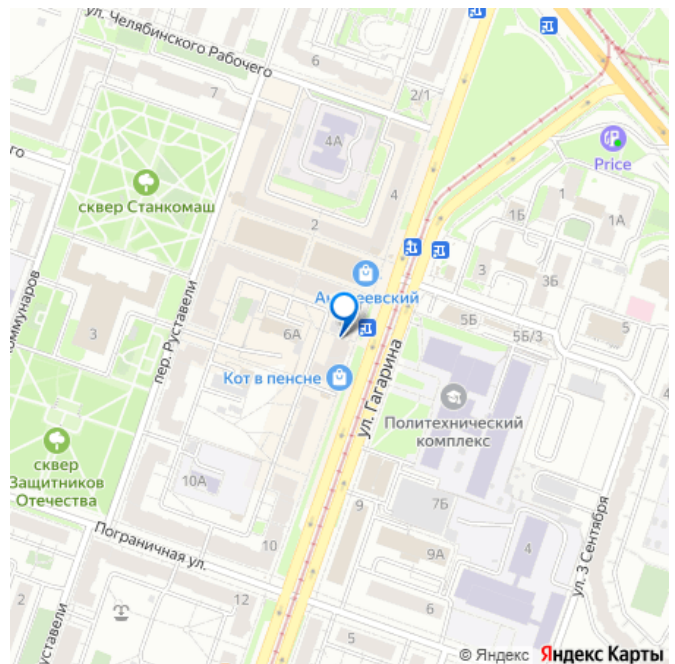 ул. Челябинского Рабочего
6
7
2/1
4А
4
Price
го
сквер Станкомаш
2
1
1Б
1А
3
3Б
3
6А
5Б
5Б/3
5
Кот в пенсне
пер. Руставели
ул. Гагарина
Политехнический
комплекс
4
сквер
Защитников
Отечества
10А
9
7Б
10
9А
4
ул. 3 Сентября
Пограничная ул.
12
6
5
© Яндекс Яндекс Карты